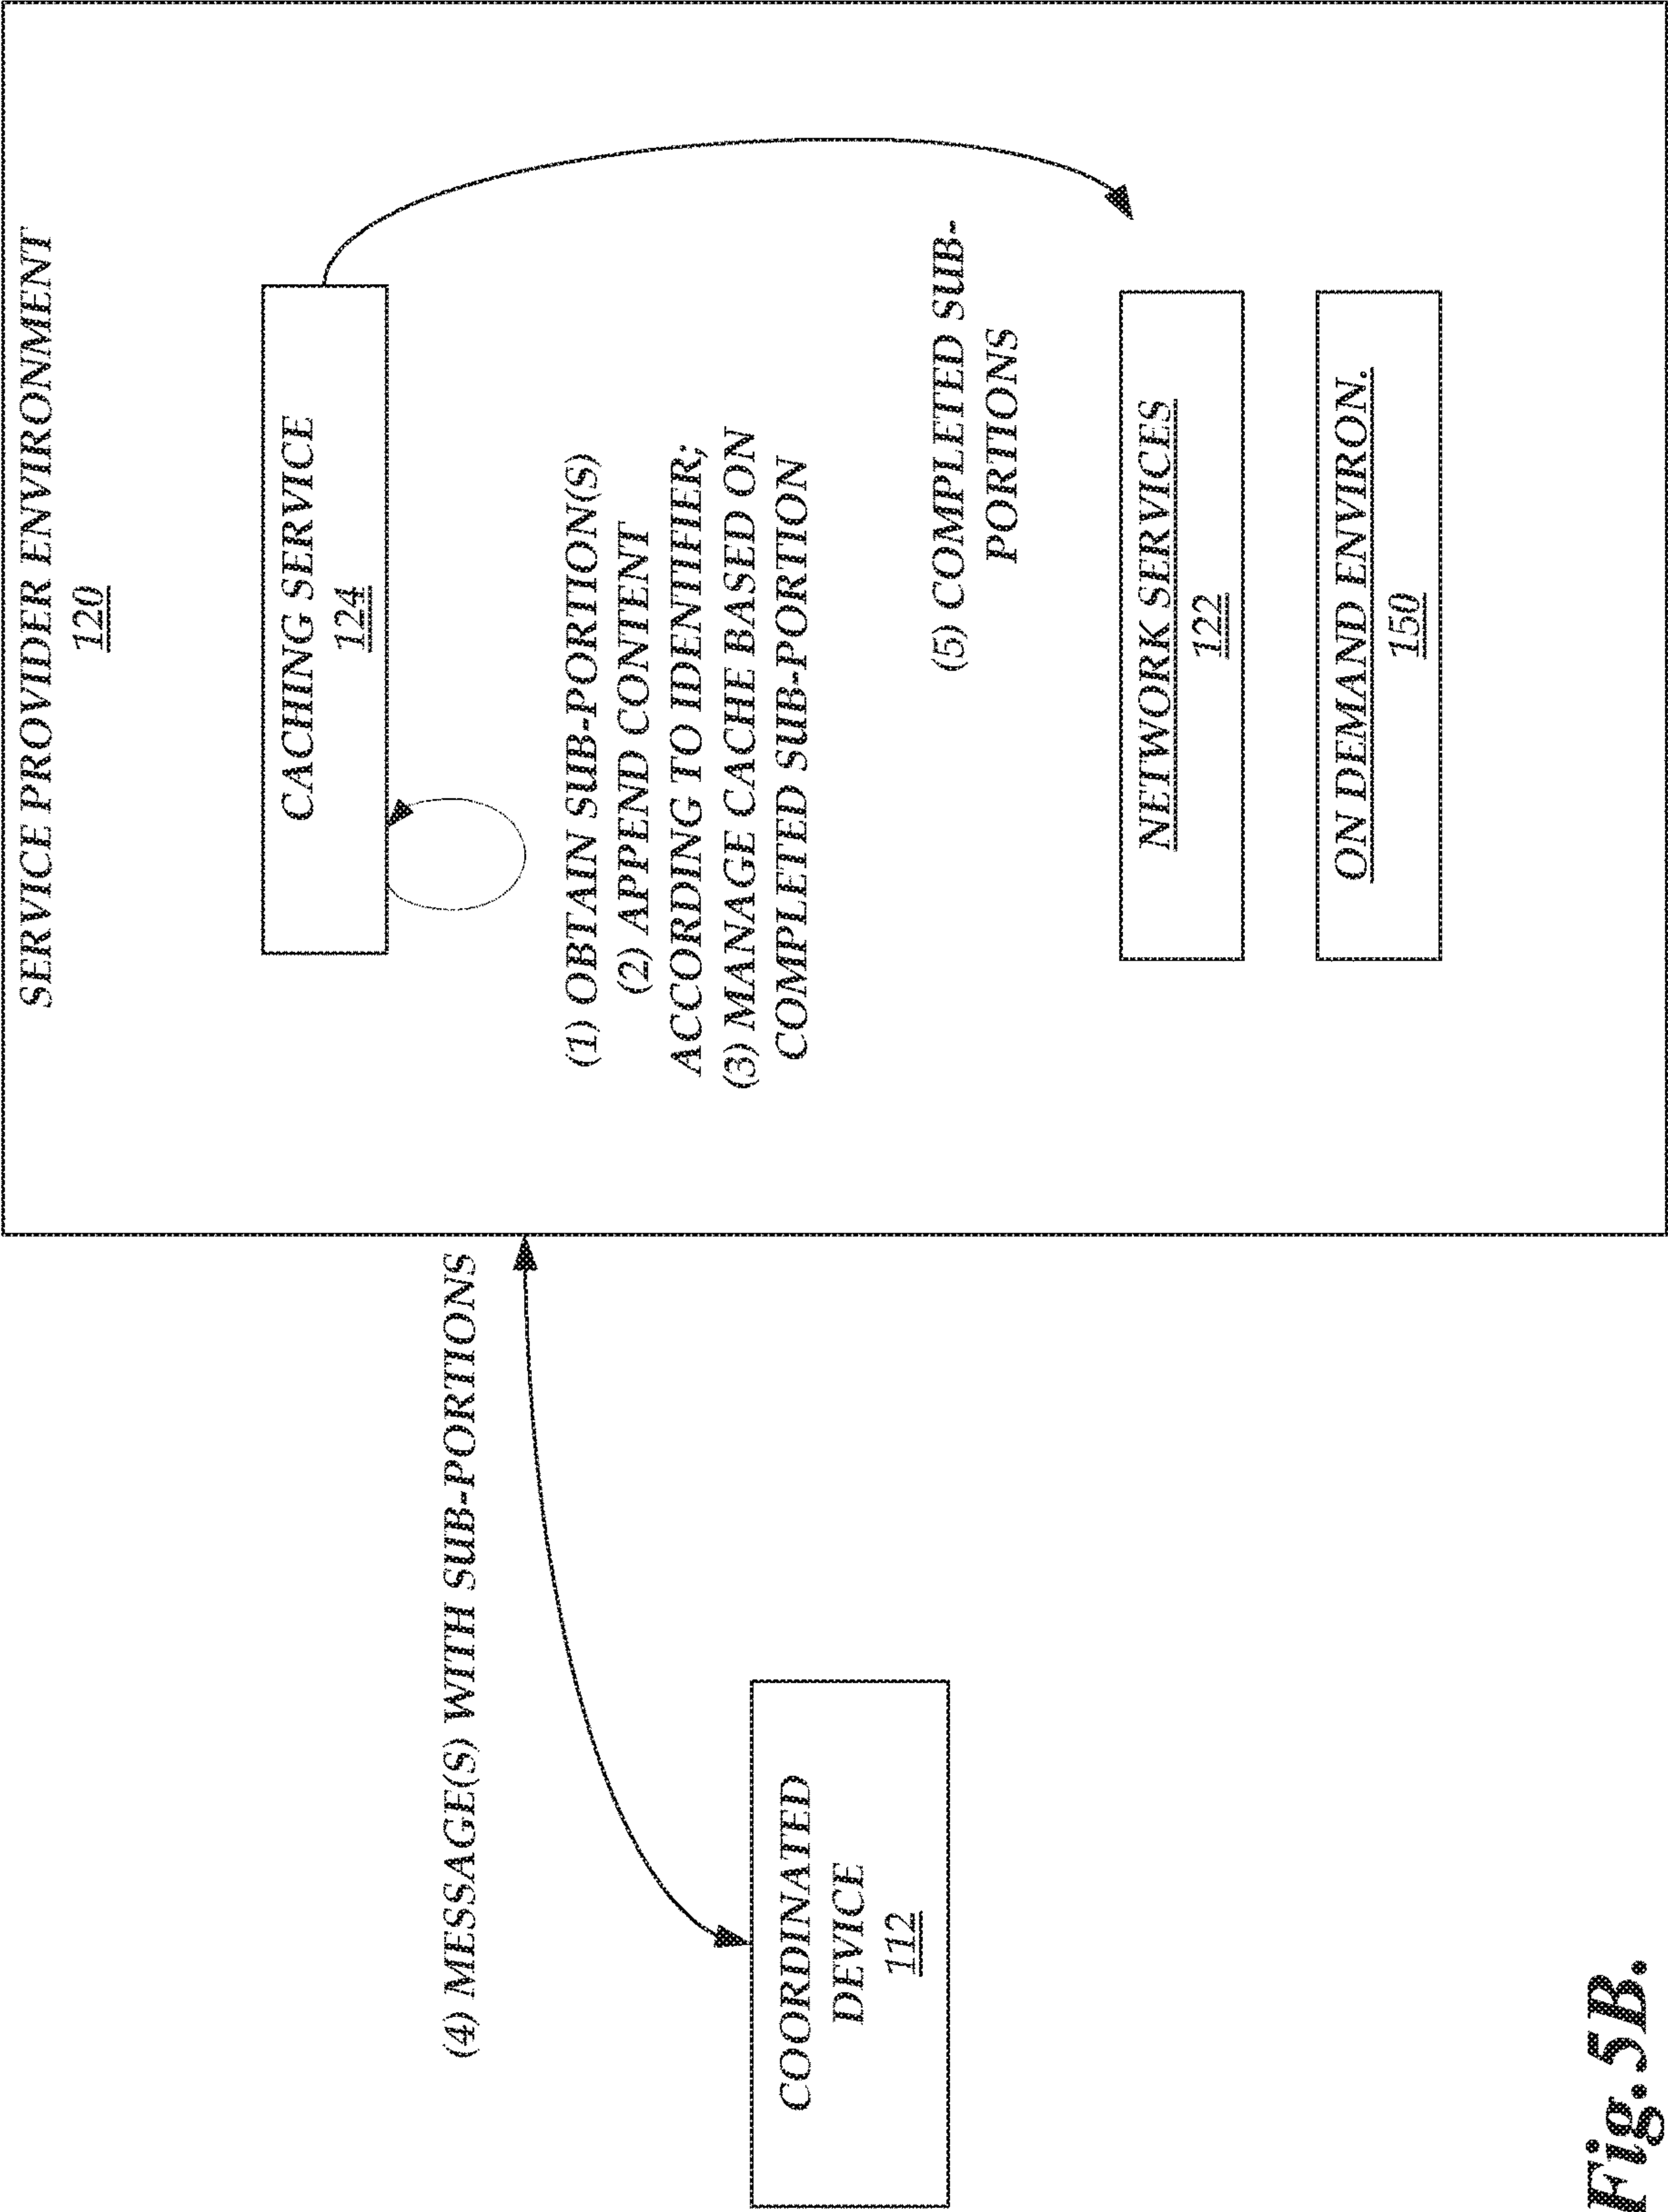 SERVICE PROVIDER ENVIRONMENT
120
CACHING SERVICE
124
(1) OBTAIN SUB-PORTION(S)
(2) APPEND CONTENT
ACCORDING TO IDENTIFIER;
(3) MANAGE CACHE BASED ON
COMPLETED SUB-PORTION
(4) MESSAGE(S) WITH SUB-PORTIONS
COORDINATED
DEVICE
112
(5) COMPLETED SUB-
PORTIONS
NETWORK SERVICES
122
ON DEMAND ENVIRON.
150
Fig. 5B.